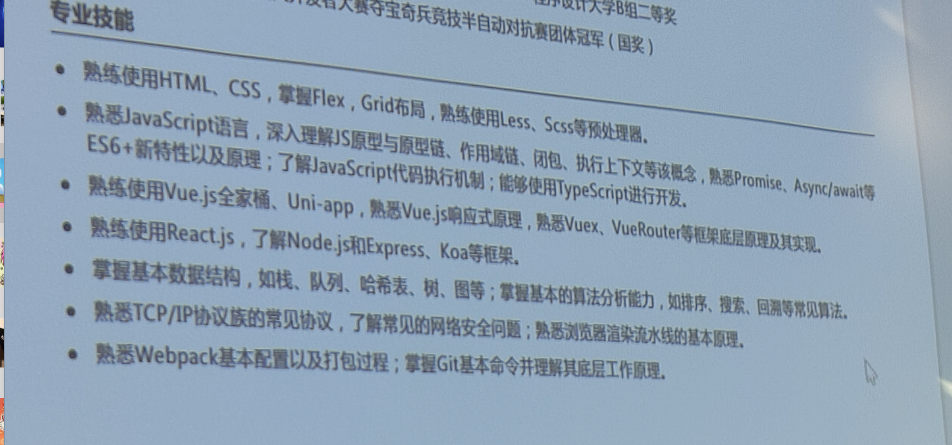 程序设计大学B组二等奖
开发者大赛夺宝奇兵竞技半自动对抗赛团体冠军（国奖）
专业技能
• 熟练使用HTML、CSS，掌握Flex，Grid布局，熟练使用Less、Scss等预处理器。
• 熟悉JavaScript语言，深入理解JS原型与原型链、作用域链、闭包、执行上下文等该概念，熟悉Promise、Async/await等
ES6+新特性以及原理；了解JavaScript代码执行机制；能够使用TypeScript进行开发。
• 熟练使用Vue.js全家桶、Uni-app，熟悉Vue.js响应式原理，熟悉Vuex、VueRouter等框架底层原理及其实现。
• 熟练使用React.js，了解Node.js和Express、Koa等框架。
• 掌握基本数据结构，如栈、队列、哈希表、树、图等；掌握基本的算法分析能力，如排序、搜索、回溯等常见算法。
• 熟悉TCP/IP协议族的常见协议，了解常见的网络安全问题；熟悉浏览器渲染流水线的基本原理。
• 熟悉Webpack基本配置以及打包过程；掌握Git基本命令并理解其底层工作原理。